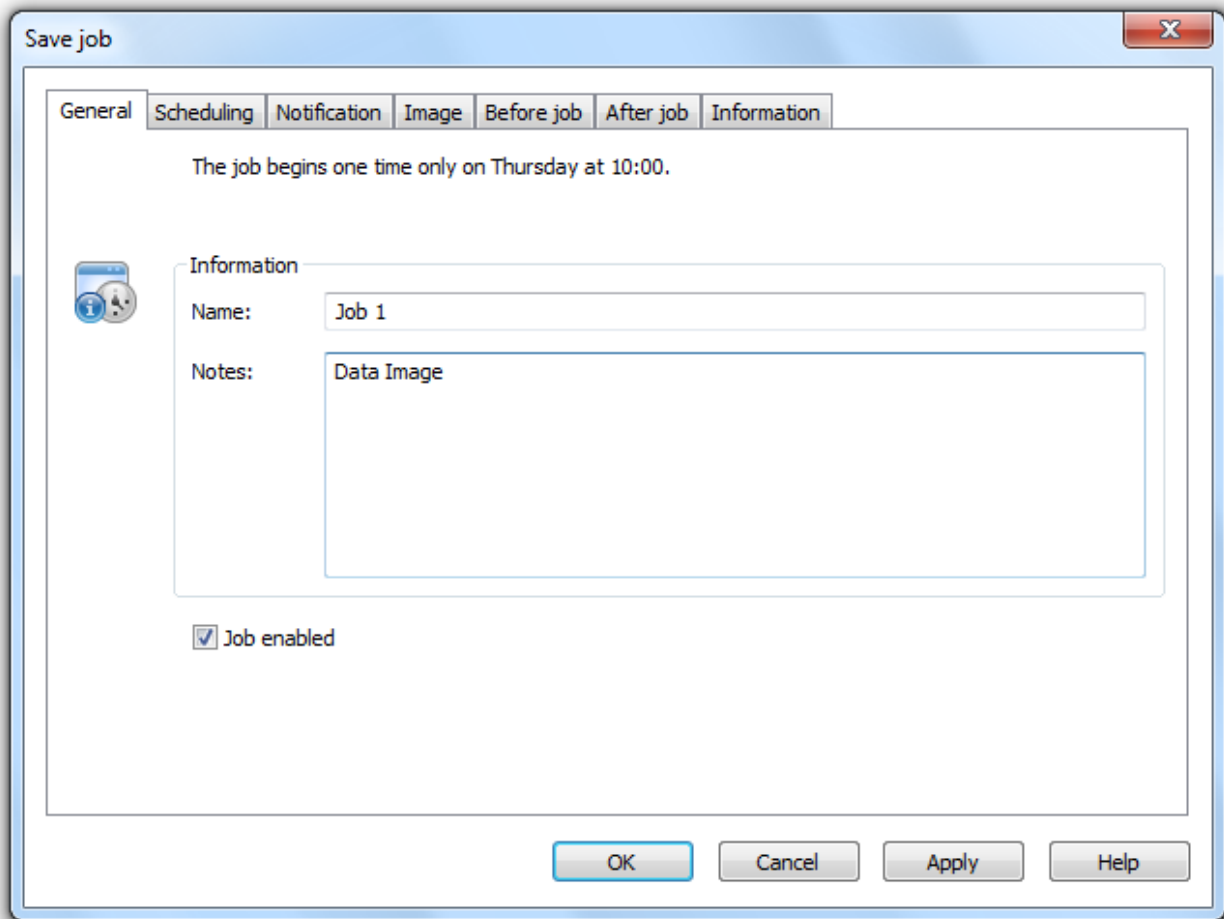 Save job
General Scheduling Notification Image Before job After job Information
The job begins one time only on Thursday at 10:00.
Information
Name: Job 1
Notes: Data Image
Job enabled
OK Cancel Apply Help